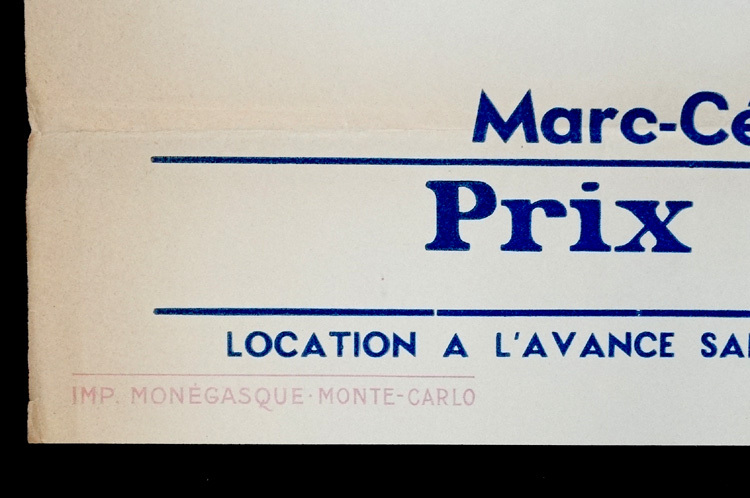 Marc-Cé
Prix
LOCATION A L'AVANCE SA
IMP. MONÉGASQUE · MONTE-CARLO